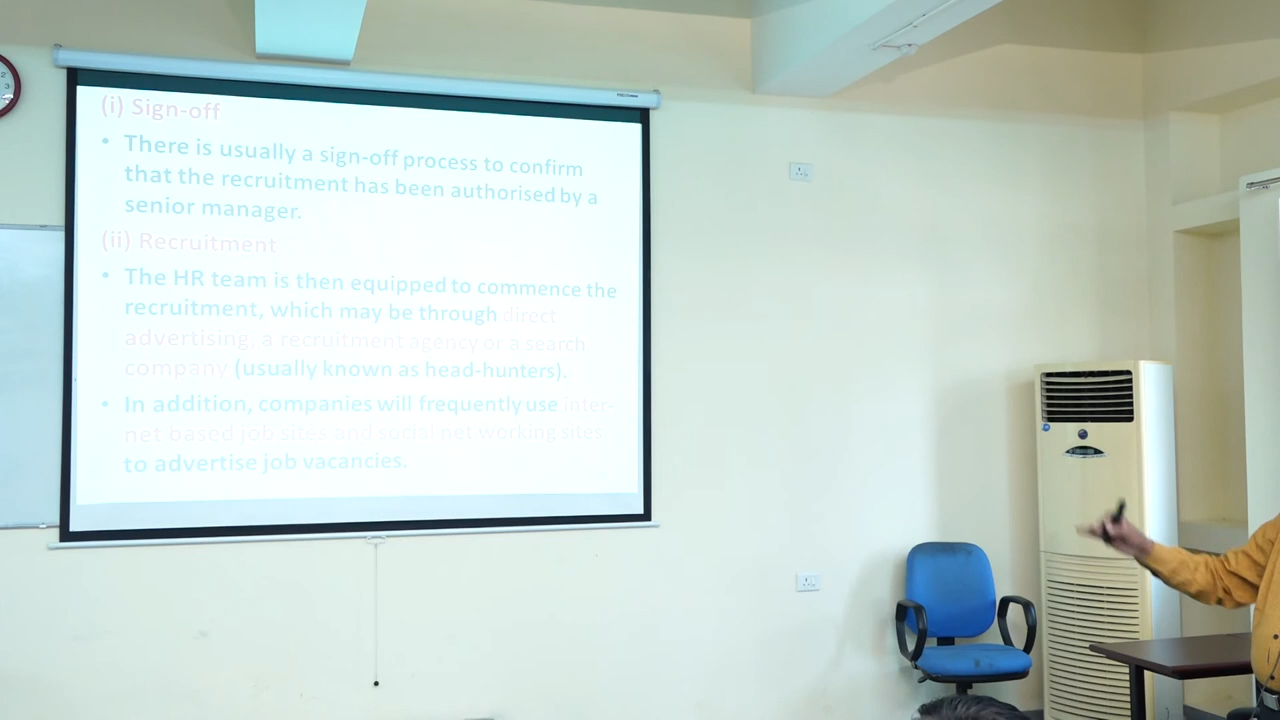 (i) Sign-off
• There is usually a sign-off process to confirm
that the recruitment has been authorised by a
senior manager.
(ii) Recruitment
• The HR team is then equipped to commence the
recruitment, which may be through direct
advertising, a recruitment agency or a search
company (usually known as head-hunters).
• In addition, companies will frequently use inter-
net based job sites and social net working sites
to advertise job vacancies.
2
3